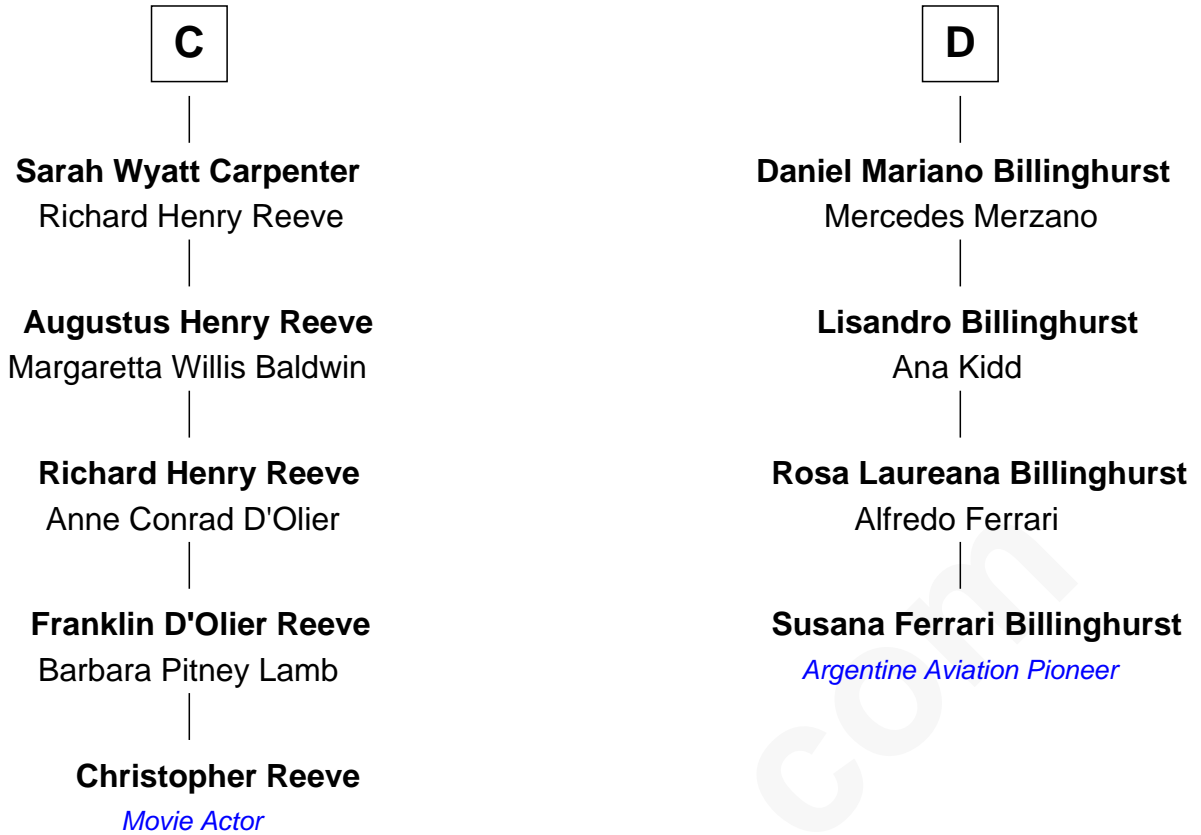 C
Sarah Wyatt Carpenter
Richard Henry Reeve
Augustus Henry Reeve
Margaretta Willis Baldwin
Richard Henry Reeve
Anne Conrad D'Olier
Franklin D'Olier Reeve
Barbara Pitney Lamb
Christopher Reeve
Movie Actor
D
Daniel Mariano Billinghurst
Mercedes Merzano
Lisandro Billinghurst
Ana Kidd
Rosa Laureana Billinghurst
Alfredo Ferrari
Susana Ferrari Billinghurst
Argentine Aviation Pioneer
com